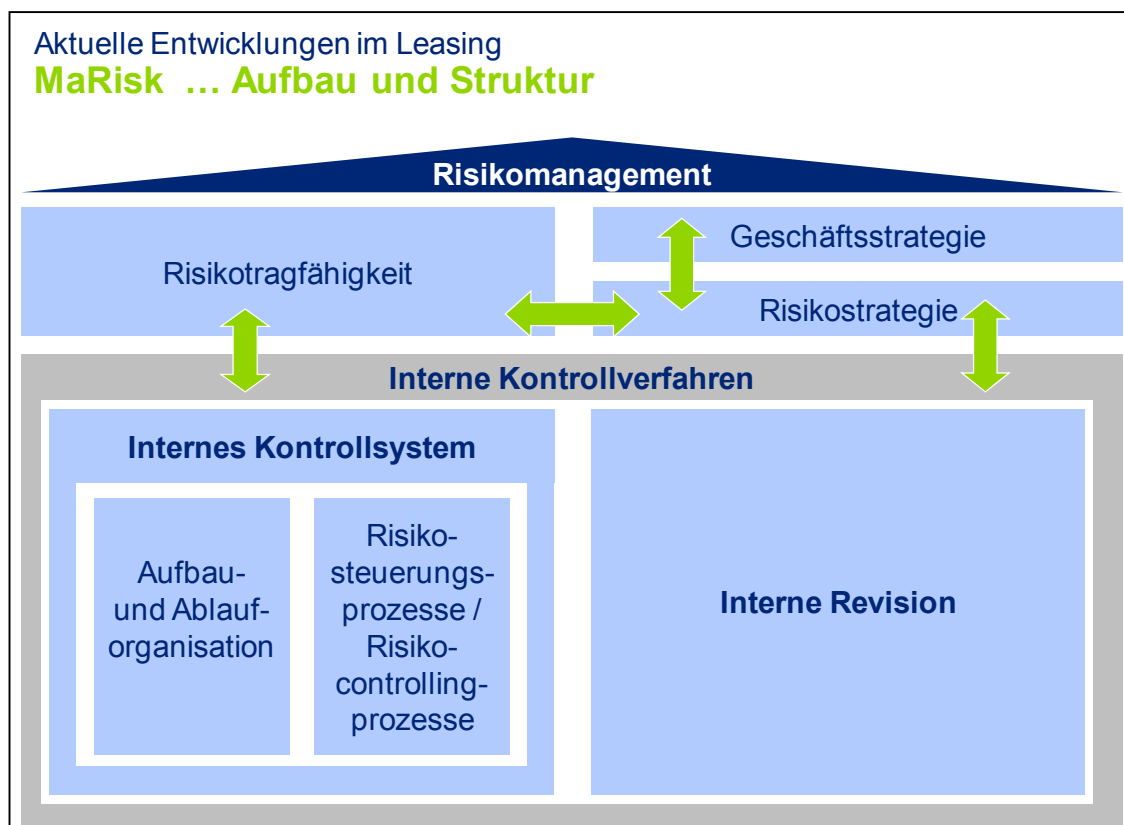 Aktuelle Entwicklungen im Leasing
MaRisk … Aufbau und Struktur
Risikomanagement
Risikotragfähigkeit
Geschäftsstrategie
Risikostrategie
Interne Kontrollverfahren
Internes Kontrollsystem
Aufbau-
und Ablauf-
organisation
Risiko-
steuerungs-
prozesse /
Risiko-
controlling-
prozesse
Interne Revision